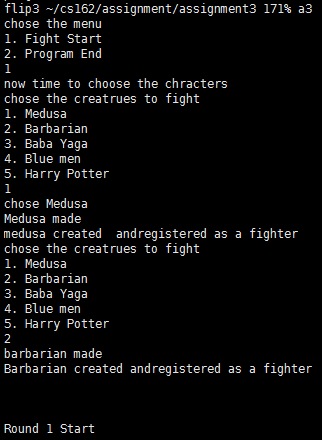 flip3 ~/cs162/assignment/assignment3 171% a3
chose the menu
1. Fight Start
2. Program End
1
now time to choose the chracters
chose the creatrues to fight
1. Medusa
2. Barbarian
3. Baba Yaga
4. Blue men
5. Harry Potter
1
chose Medusa
Medusa made
medusa created  andregistered as a fighter
chose the creatrues to fight
1. Medusa
2. Barbarian
3. Baba Yaga
4. Blue men
5. Harry Potter
2
barbarian made
Barbarian created andregistered as a fighter
Round 1 Start